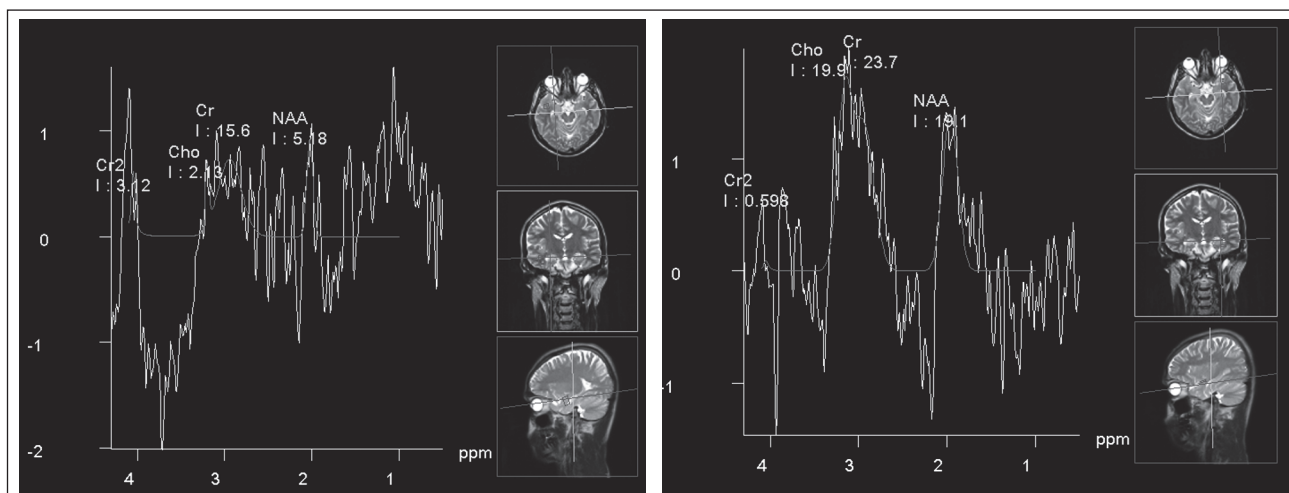 Cr
I : 15.6
NAA
I : 5.18
Cho
I : 2.13
Cr2
I : 3.12
1
0
-1
-2
4
3
2
1
ppm
Cho
I : 19.9
Cr
: 23.7
NAA
I : 19.1
Cr2
I : 0.598
1
0
-1
4
3
2
1
ppm